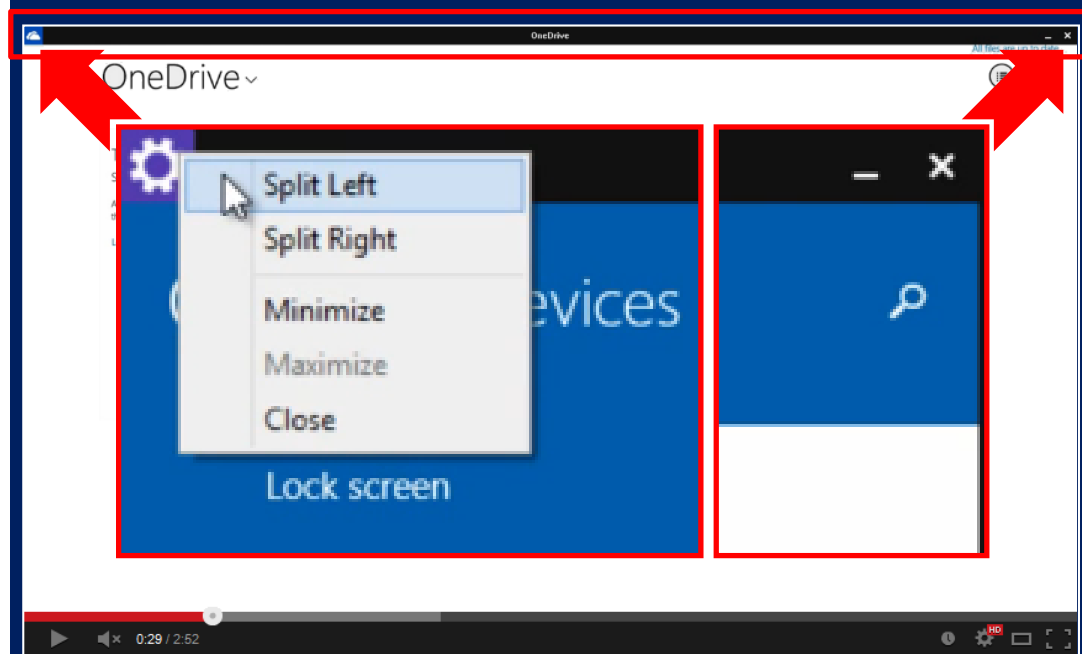 OneDrive
All files are up to date
OneDrive
Split Left
Split Right
Minimize
Maximize
Close
evices
Lock screen
0:29 / 2:52
HD